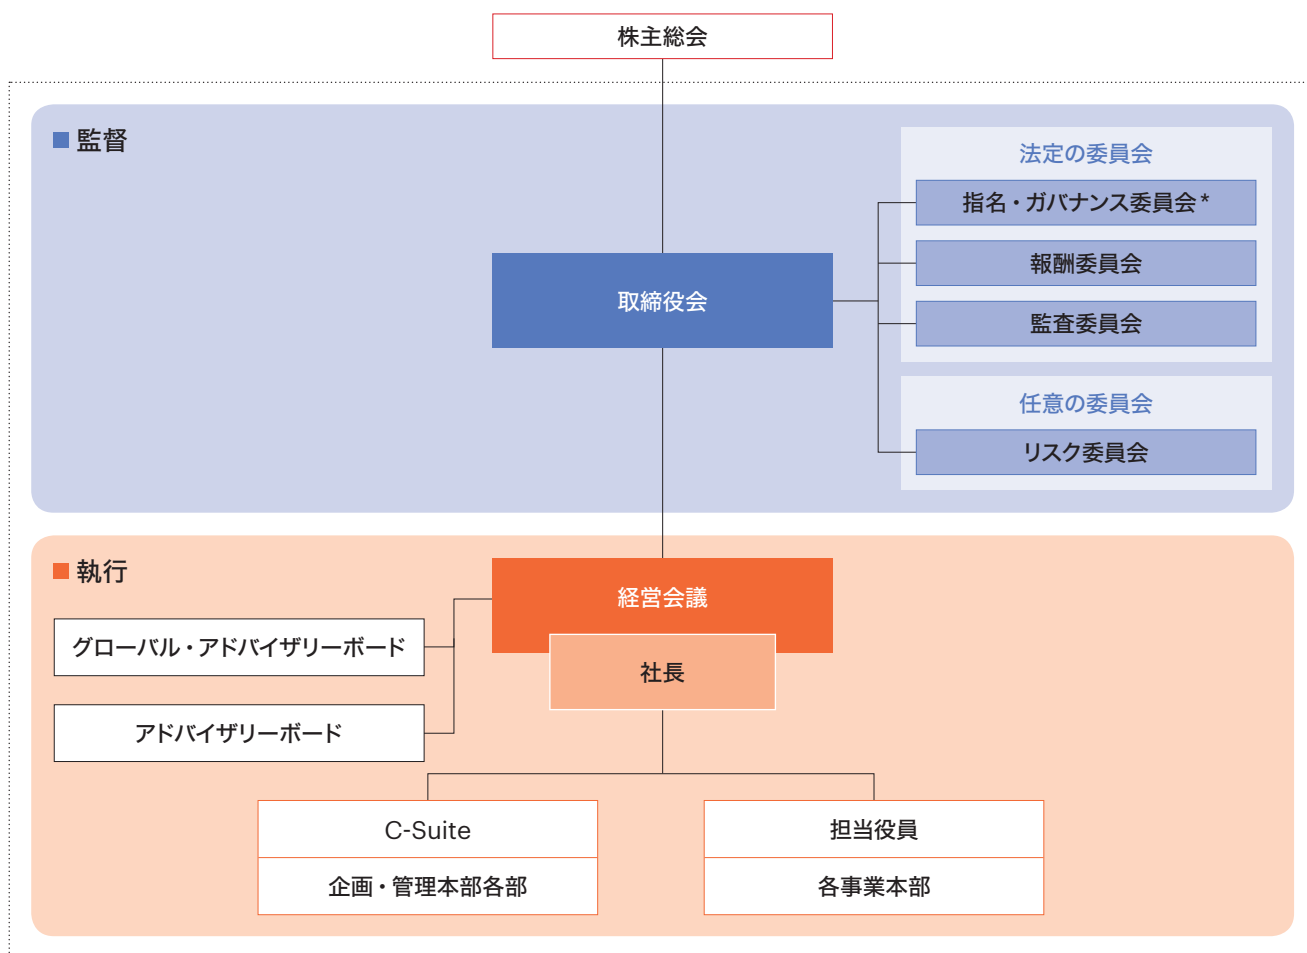 株主総会
監督
法定の委員会
指名・ガバナンス委員会*
報酬委員会
取締役会
監査委員会
任意の委員会
リスク委員会
執行
経営会議
グローバル・アドバイザリーボード
社長
アドバイザリーボード
C-Suite
企画・管理本部各部
担当役員
各事業本部